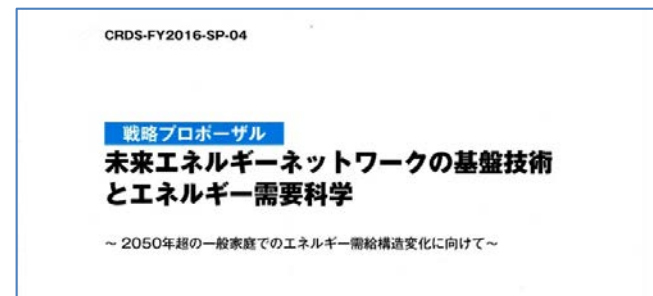 CRDS-FY2016-SP-04
戦略プロポーザル
未来エネルギーネットワークの基盤技術
とエネルギー需要科学
～ 2050年超の一般家庭でのエネルギー需給構造変化に向けて～